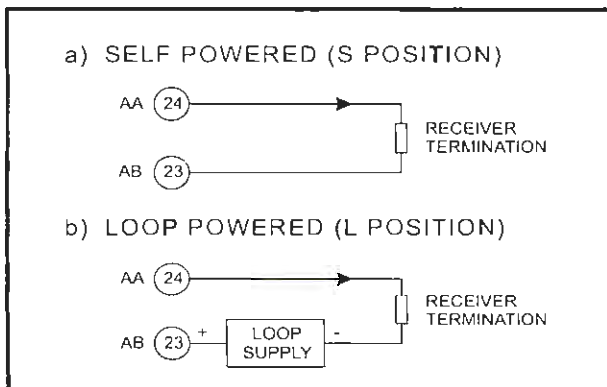 a) SELF POWERED (S POSITION)
AA 24
RECEIVER
TERMINATION
AB 23
b) LOOP POWERED (L POSITION)
AA 24
RECEIVER
TERMINATION
AB 23 + LOOP SUPPLY -